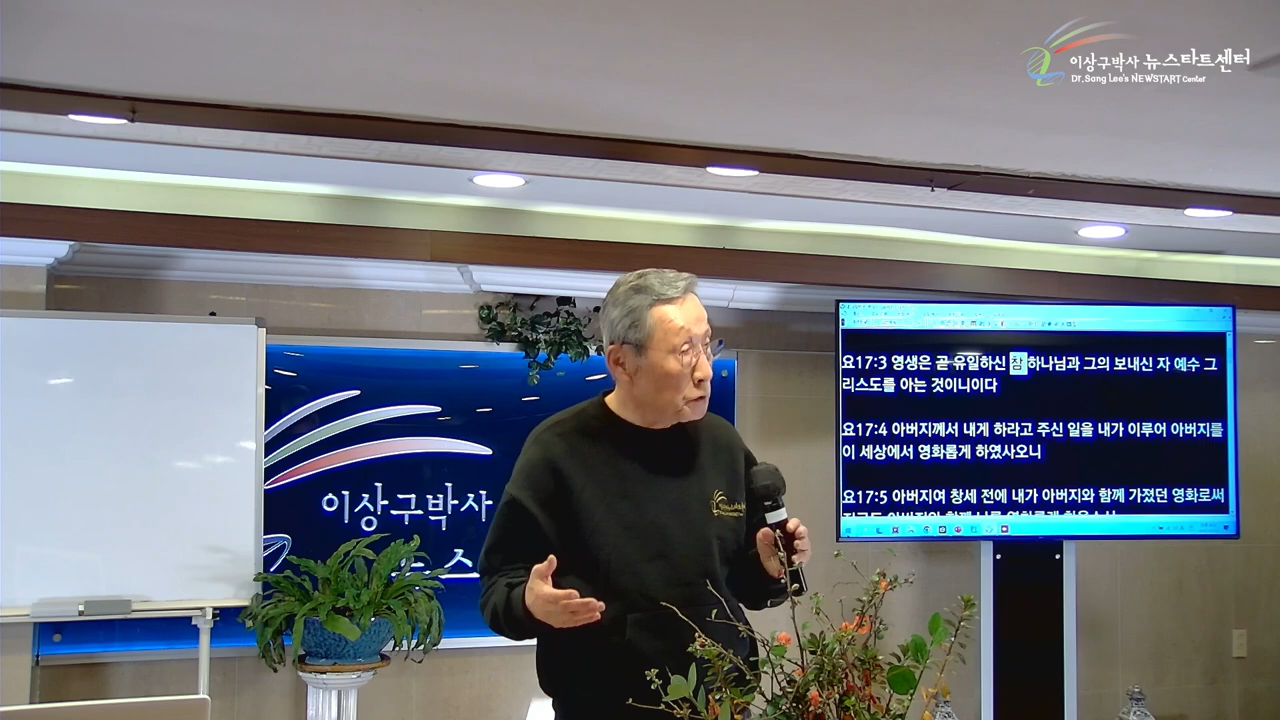 이상구박사 뉴스타트센터
Dr. Sang Lee's NEWSTART Center
이상구박사
요17:3 영생은 곧 유일하신 참 하나님과 그의 보내신 자 예수 그
리스도를 아는 것이니이다
요17:4 아버지께서 내게 하라고 주신 일을 내가 이루어 아버지를
이 세상에서 영화롭게 하였사오니
요17:5 아버지여 창세 전에 내가 아버지와 함께 가졌던 영화로써